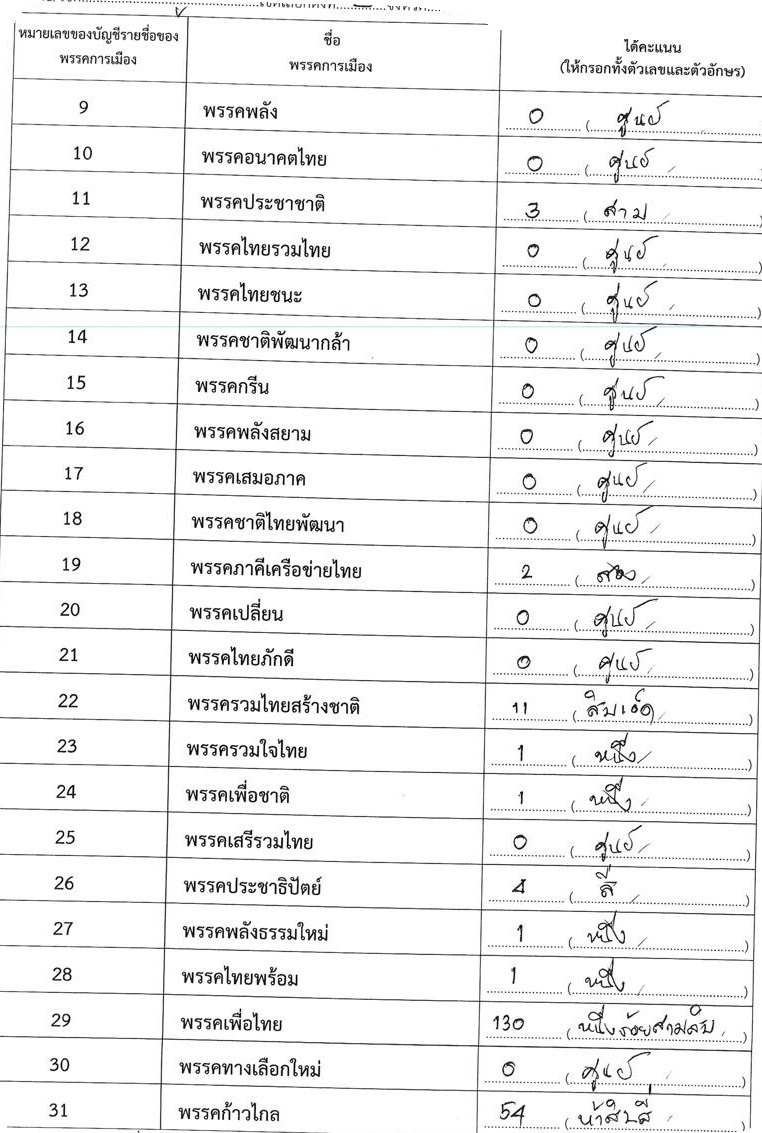 หมายเลขของบัญชีรายชื่อของ พรรคการเมือง ชื่อ พรรคการเมือง ได้คะแนน (ให้กรอกทั้งตัวเลขและตัวอักษร)
9 พรรคพลัง 0 (ศูนย์)
10 พรรคอนาคตไทย 0 (ศูนย์)
11 พรรคประชาชาติ 3 (สาม)
12 พรรคไทยรวมไทย 0 (ศูนย์)
13 พรรคไทยชนะ 0 (ศูนย์)
14 พรรคชาติพัฒนากล้า 0 (ศูนย์)
15 พรรคกรีน 0 (ศูนย์)
16 พรรคพลังสยาม 0 (ศูนย์)
17 พรรคเสมอภาค 0 (ศูนย์)
18 พรรคชาติไทยพัฒนา 0 (ศูนย์)
19 พรรคภาคีเครือข่ายไทย 2 (สอง)
20 พรรคเปลี่ยน 0 (ศูนย์)
21 พรรคไทยภักดี 0 (ศูนย์)
22 พรรครวมไทยสร้างชาติ 11 (สิบเอ็ด)
23 พรรครวมใจไทย 1 (หนึ่ง)
24 พรรคเพื่อชาติ 1 (หนึ่ง)
25 พรรคเสรีรวมไทย 0 (ศูนย์)
26 พรรคประชาธิปัตย์ 4 (สี่)
27 พรรคพลังธรรมใหม่ 1 (หนึ่ง)
28 พรรคไทยพร้อม 1 (หนึ่ง)
29 พรรคเพื่อไทย 130 (หนึ่งร้อยสามสิบ)
30 พรรคทางเลือกใหม่ 0 (ศูนย์)
31 พรรคก้าวไกล 54 (ห้าสิบสี่)